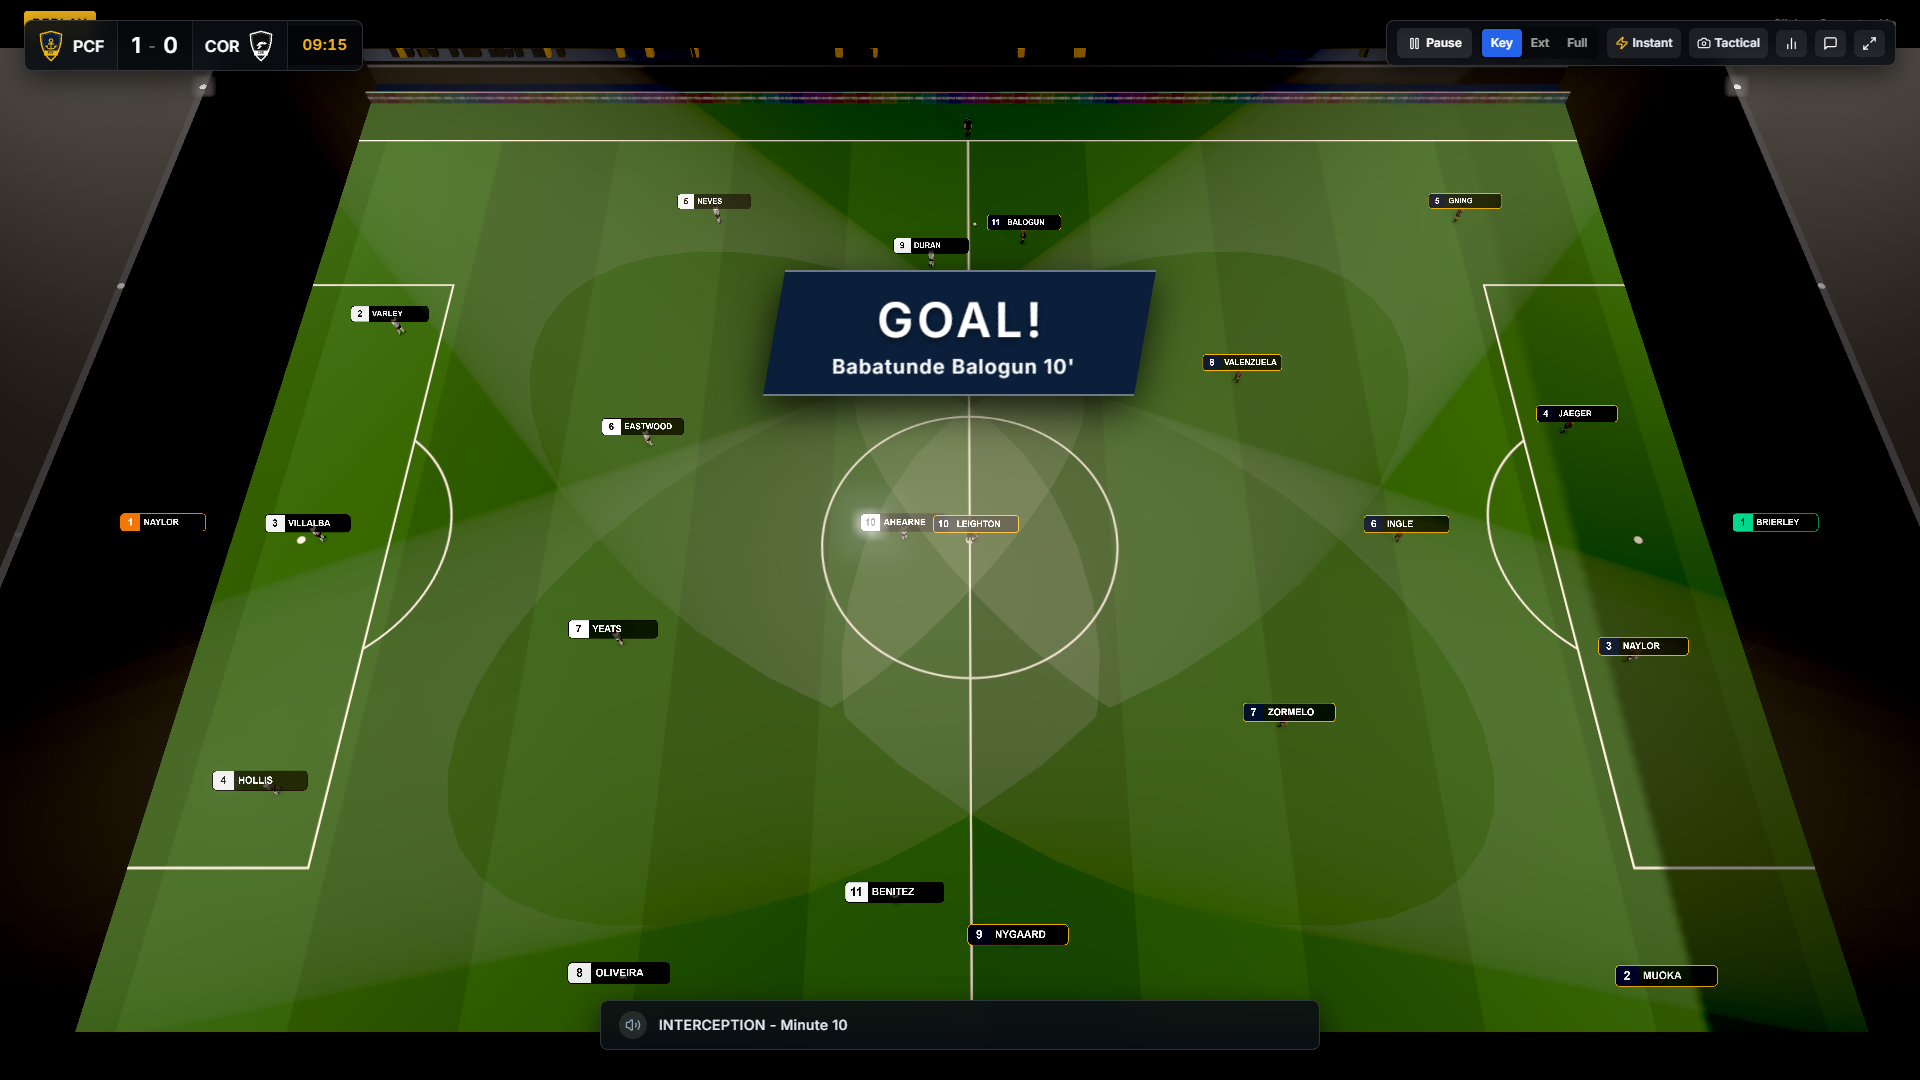 PCF 1 - 0 COR 09:15
Pause Key Ext Full Instant Tactical
5 NEVES
5 GNING
11 BALOGUN
9 DURAN
GOAL!
Babatunde Balogun 10'
2 VARLEY
8 VALENZUELA
4 JAEGER
6 EASTWOOD
1 NAYLOR
3 VILLALBA
10 AHEARNE
10 LEIGHTON
6 INGLE
1 BRIERLEY
7 YEATS
3 NAYLOR
7 ZORMELO
4 HOLLIS
11 BENITEZ
9 NYGAARD
8 OLIVEIRA
2 MUOKA
INTERCEPTION - Minute 10